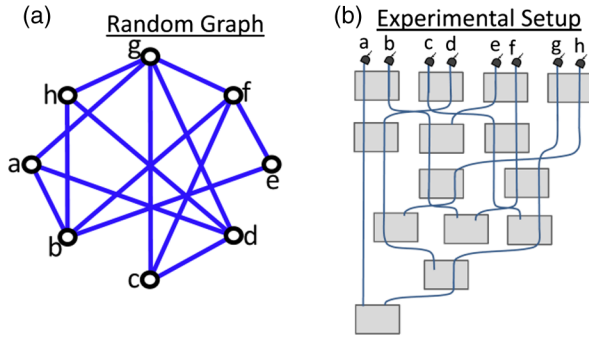 (a)
Random Graph
g
h
f
a
e
b
d
c
(b)
Experimental Setup
a b c d e f g h